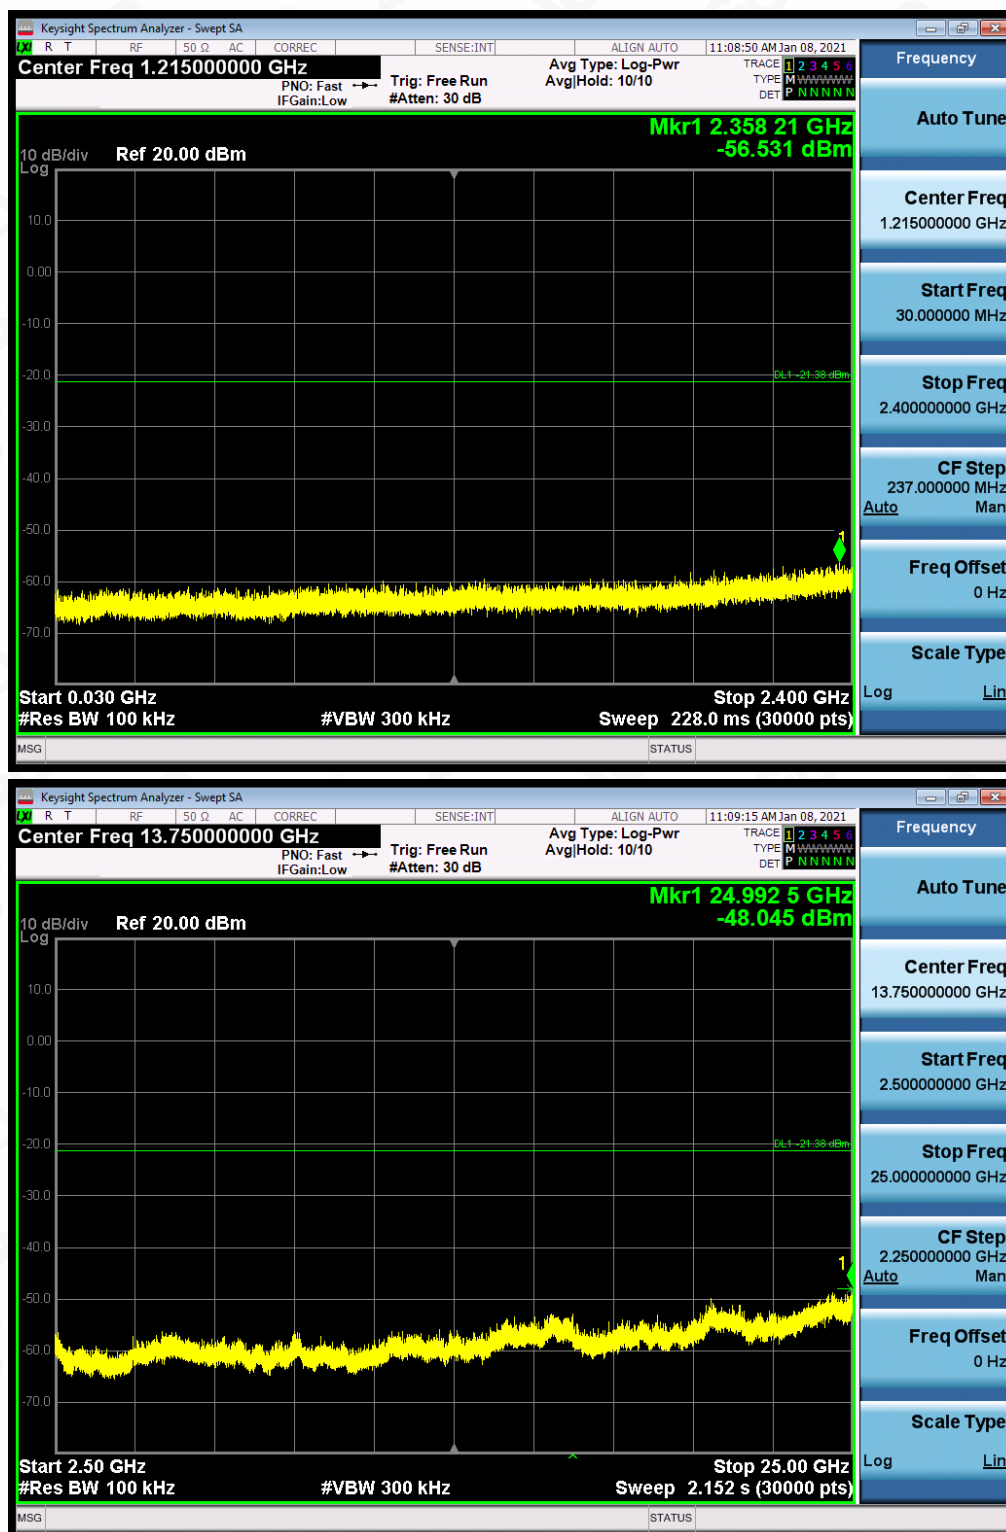 Keysight Spectrum Analyzer - Swept SA
LXI R T RF 50 Ω AC CORREC SENSE:INT ALIGN AUTO 11:08:50 AM Jan 08, 2021
Center Freq 1.215000000 GHz
PNO: Fast
IFGain:Low
Trig: Free Run
#Atten: 30 dB
Avg Type: Log-Pwr
Avg|Hold: 10/10
TRACE 1 2 3 4 5 6
TYPE M WWWWW
DET P N N N N N
Mkr1 2.358 21 GHz
-56.531 dBm
10 dB/div Ref 20.00 dBm
Log
10.0
0.00
-10.0
-20.0
DL1 -21.38 dBm
-30.0
-40.0
-50.0
1
-60.0
-70.0
Start 0.030 GHz Stop 2.400 GHz
#Res BW 100 kHz #VBW 300 kHz Sweep 228.0 ms (30000 pts)
MSG STATUS
Frequency
Auto Tune
Center Freq
1.215000000 GHz
Start Freq
30.000000 MHz
Stop Freq
2.400000000 GHz
CF Step
237.000000 MHz
Auto Man
Freq Offset
0 Hz
Scale Type
Log Lin
Keysight Spectrum Analyzer - Swept SA
LXI R T RF 50 Ω AC CORREC SENSE:INT ALIGN AUTO 11:09:15 AM Jan 08, 2021
Center Freq 13.750000000 GHz
PNO: Fast
IFGain:Low
Trig: Free Run
#Atten: 30 dB
Avg Type: Log-Pwr
Avg|Hold: 10/10
TRACE 1 2 3 4 5 6
TYPE M WWWWW
DET P N N N N N
Mkr1 24.992 5 GHz
-48.045 dBm
10 dB/div Ref 20.00 dBm
Log
10.0
0.00
-10.0
-20.0
DL1 -21.38 dBm
-30.0
-40.0
1
-50.0
-60.0
-70.0
Start 2.50 GHz Stop 25.00 GHz
#Res BW 100 kHz #VBW 300 kHz Sweep 2.152 s (30000 pts)
MSG STATUS
Frequency
Auto Tune
Center Freq
13.750000000 GHz
Start Freq
2.500000000 GHz
Stop Freq
25.000000000 GHz
CF Step
2.250000000 GHz
Auto Man
Freq Offset
0 Hz
Scale Type
Log Lin